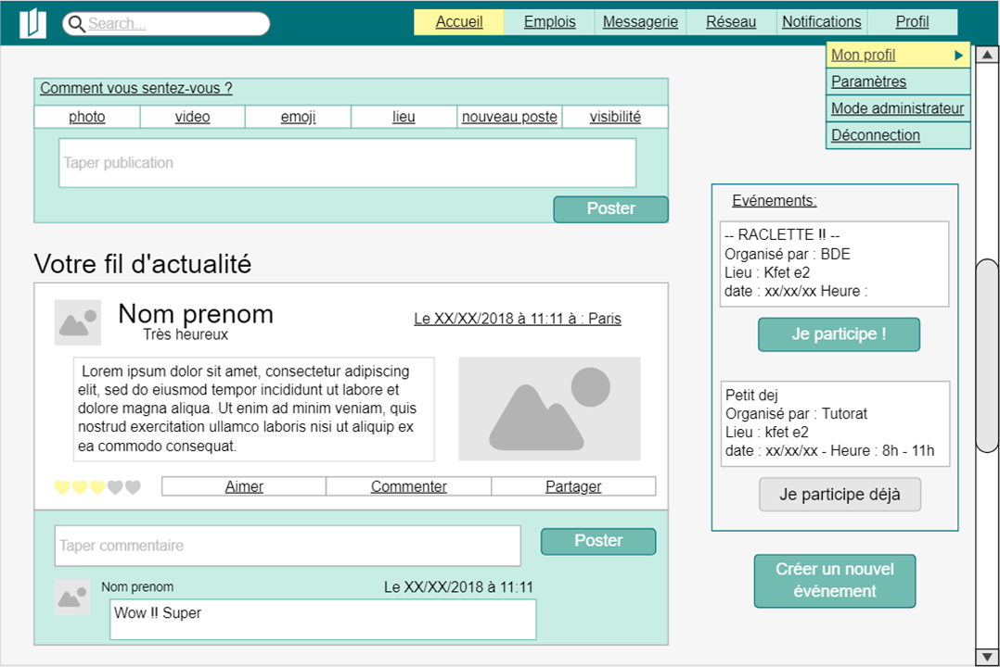 Search...
Accueil
Emplois
Messagerie
Réseau
Notifications
Profil
Mon profil
Paramètres
Mode administrateur
Déconnection
Comment vous sentez-vous ?
photo
video
emoji
lieu
nouveau poste
visibilité
Taper publication
Poster
Votre fil d'actualité
Nom prenom
Très heureux
Le XX/XX/2018 à 11:11 à : Paris
Lorem ipsum dolor sit amet, consectetur adipiscing
elit, sed do eiusmod tempor incididunt ut labore et
dolore magna aliqua. Ut enim ad minim veniam, quis
nostrud exercitation ullamco laboris nisi ut aliquip ex
ea commodo consequat.
Aimer
Commenter
Partager
Taper commentaire
Poster
Nom prenom
Le XX/XX/2018 à 11:11
Wow !! Super
Evénements:
-- RACLETTE !! --
Organisé par : BDE
Lieu : Kfet e2
date : xx/xx/xx Heure :
Je participe !
Petit dej
Organisé par : Tutorat
Lieu : kfet e2
date : xx/xx/xx - Heure : 8h - 11h
Je participe déjà
Créer un nouvel
événement